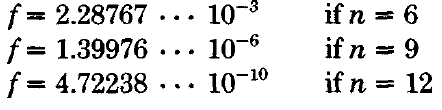 f = 2.28767 ··· 10⁻³ if n = 6
f = 1.39976 ··· 10⁻⁶ if n = 9
f = 4.72238 ··· 10⁻¹⁰ if n = 12